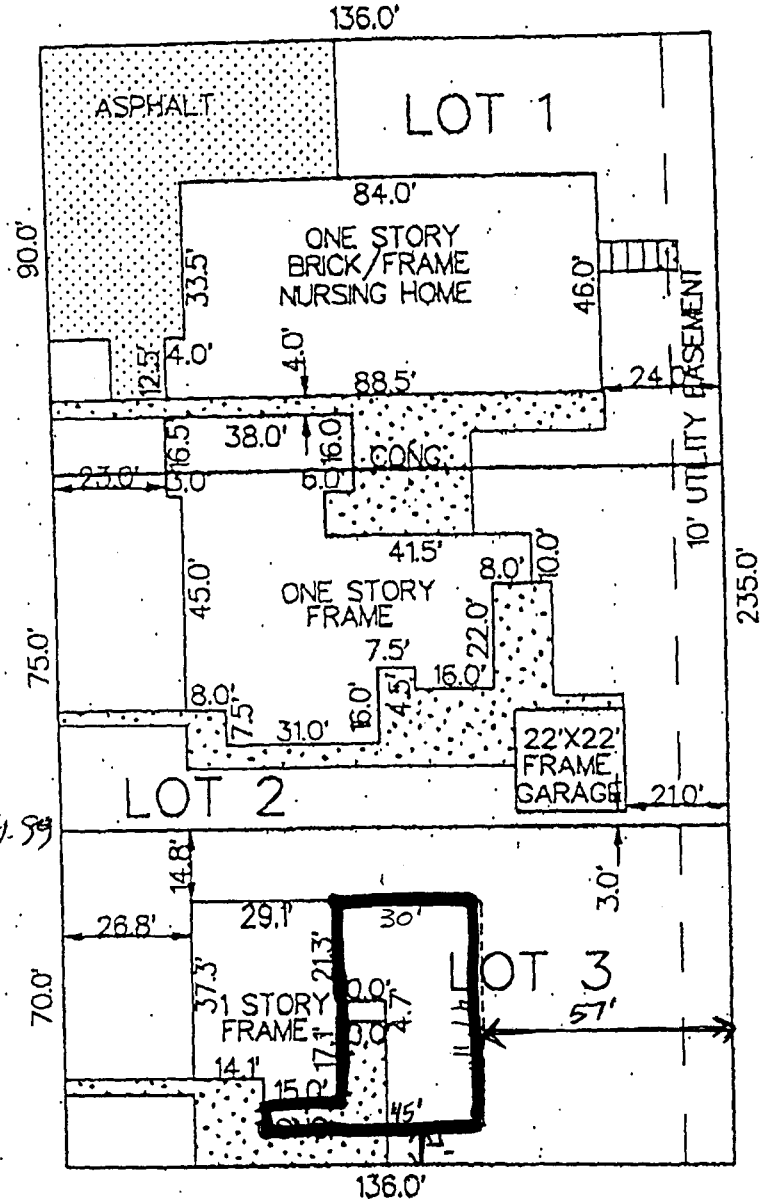 136.0'
ASPHALT
LOT 1
84.0'
90.0'
33.5'
ONE STORY
BRICK/FRAME
NURSING HOME
46.0'
12.5'
4.0'
4.0'
88.5'
24.0'
10' UTILITY EASEMENT
16.5'
38.0'
16.0'
CONC.
23.0'
3.0'
6.0'
41.5'
8.0'
10.0'
45.0'
ONE STORY
FRAME
22.0'
235.0'
75.0'
7.5'
16.0'
4.5'
16.0'
8.0'
7.5'
31.0'
22'X22'
FRAME
GARAGE
LOT 2
21.0'
14.8'
3.0'
29.1'
30'
26.8'
21.3'
LOT 3
37.3'
70.0'
1 STORY
FRAME
4.7'
57'
17.1'
14.1'
15.0'
45'
136.0'